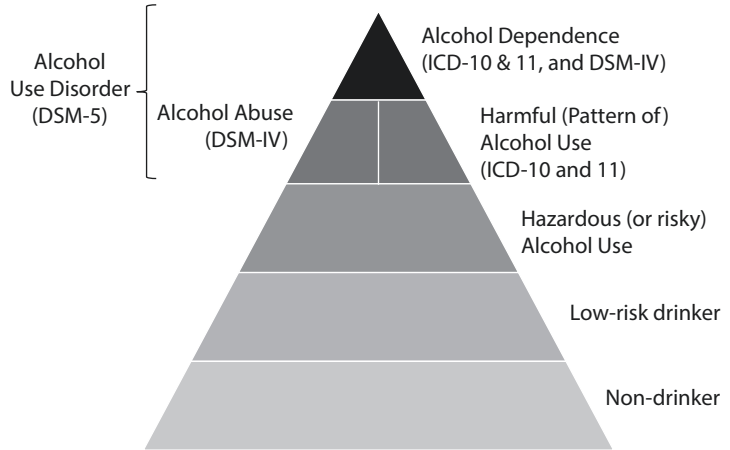 Alcohol
Use Disorder
(DSM-5)
Alcohol Abuse
(DSM-IV)
Alcohol Dependence
(ICD-10 & 11, and DSM-IV)
Harmful (Pattern of)
Alcohol Use
(ICD-10 and 11)
Hazardous (or risky)
Alcohol Use
Low-risk drinker
Non-drinker